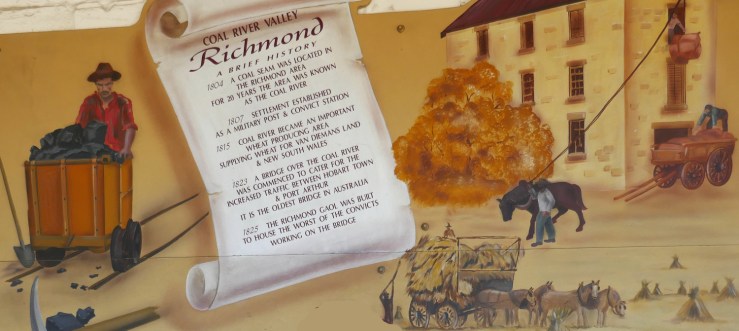 COAL RIVER VALLEY
Richmond
A BRIEF HISTORY
1804 A COAL SEAM WAS LOCATED IN
THE RICHMOND AREA
FOR 20 YEARS THE AREA WAS KNOWN
AS THE COAL RIVER
1807 SETTLEMENT ESTABLISHED
AS A MILITARY POST & CONVICT STATION
1815 COAL RIVER BECAME AN IMPORTANT
WHEAT PRODUCING AREA
SUPPLYING WHEAT FOR VAN DIEMANS LAND
& NEW SOUTH WALES
1823 A BRIDGE OVER THE COAL RIVER
WAS COMMENCED TO CATER FOR THE
INCREASED TRAFFIC BETWEEN HOBART TOWN
& PORT ARTHUR
IT IS THE OLDEST BRIDGE IN AUSTRALIA
1825 THE RICHMOND GAOL WAS BUILT
TO HOUSE THE WORST OF THE CONVICTS
WORKING ON THE BRIDGE